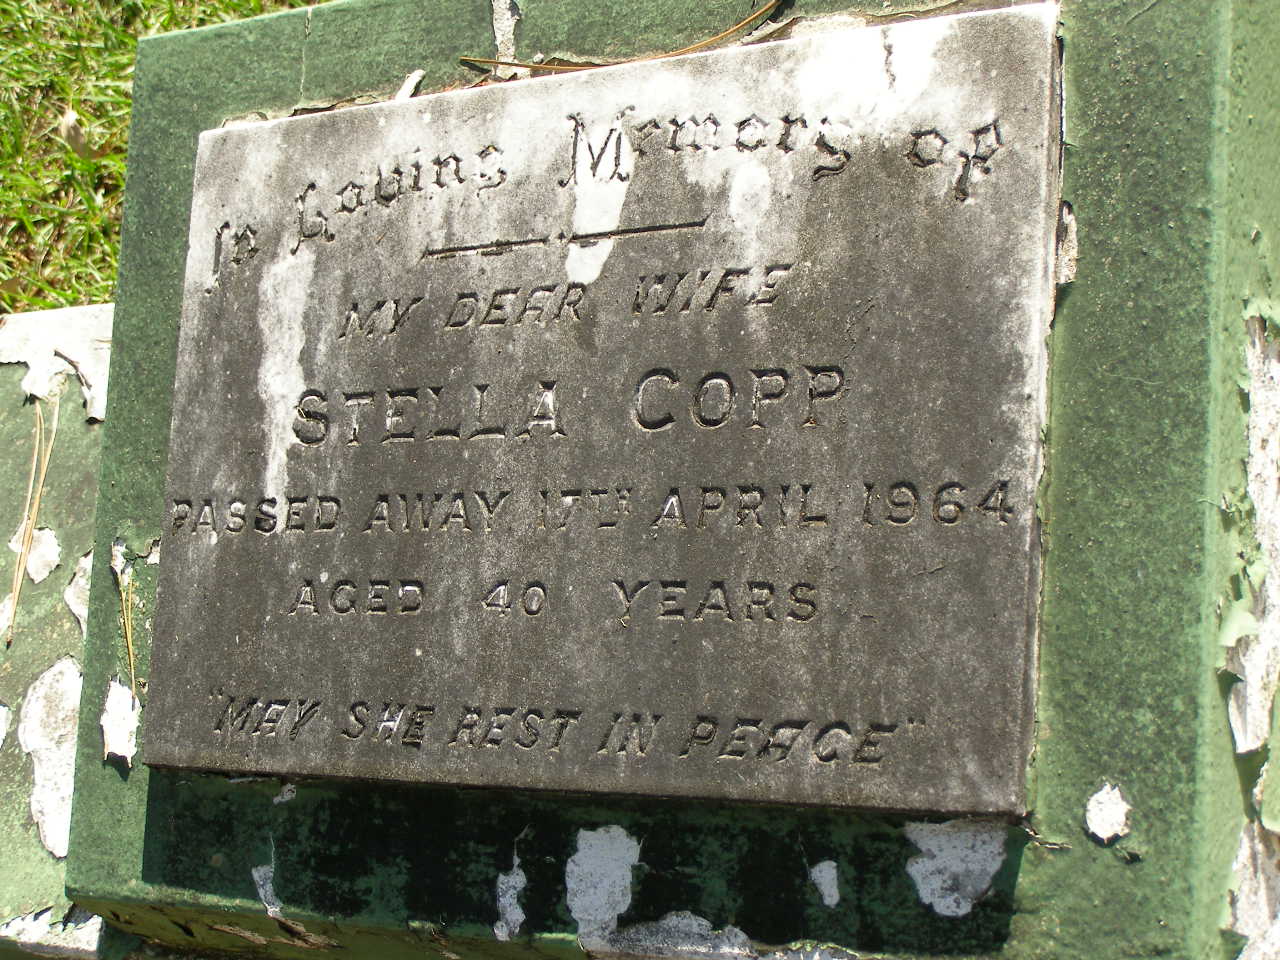 In Loving Memory of
MY DEAR WIFE
STELLA COPP
PASSED AWAY 17TH APRIL 1964
AGED 40 YEARS
"MAY SHE REST IN PEACE"